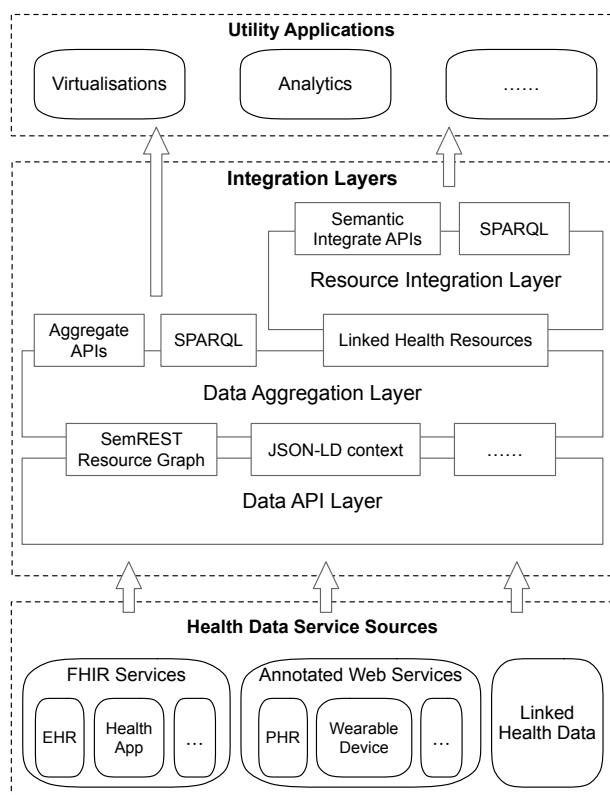 Utility Applications
Virtualisations
Analytics
……
Integration Layers
Semantic
Integrate APIs
SPARQL
Resource Integration Layer
Aggregate
APIs
SPARQL
Linked Health Resources
Data Aggregation Layer
SemREST
Resource Graph
JSON-LD context
……
Data API Layer
Health Data Service Sources
FHIR Services
EHR
Health
App
…
Annotated Web Services
PHR
Wearable
Device
…
Linked
Health Data